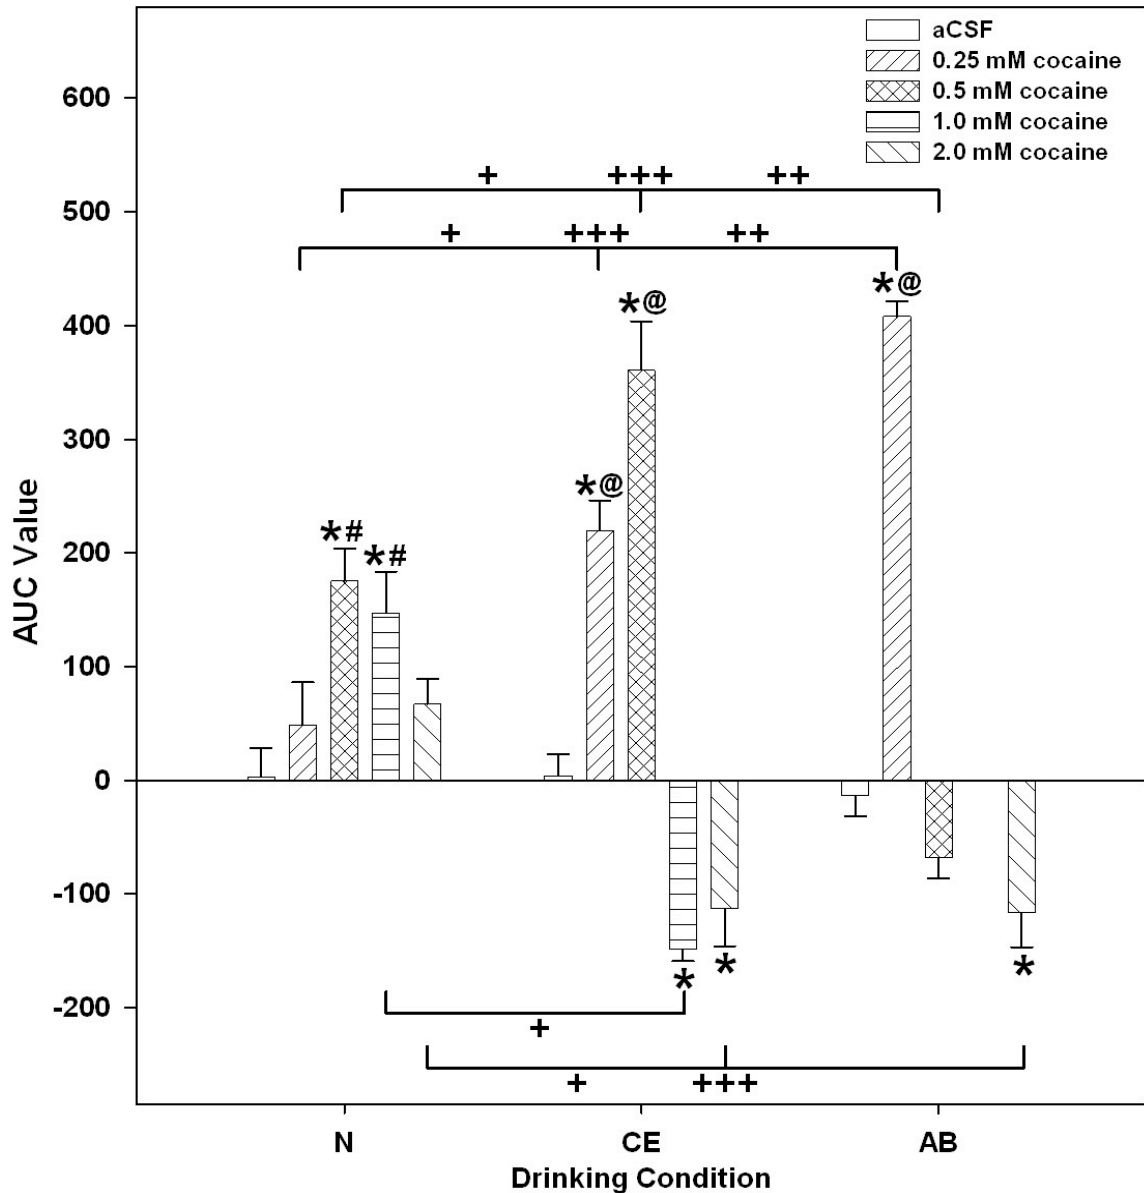 aCSF
0.25 mM cocaine
0.5 mM cocaine
1.0 mM cocaine
2.0 mM cocaine
600
500
400
300
200
100
0
-100
-200
AUC Value
+ +++ ++
+ +++ ++
*@
*@
*@
*# *#
* * *
+
+ +++
N CE AB
Drinking Condition